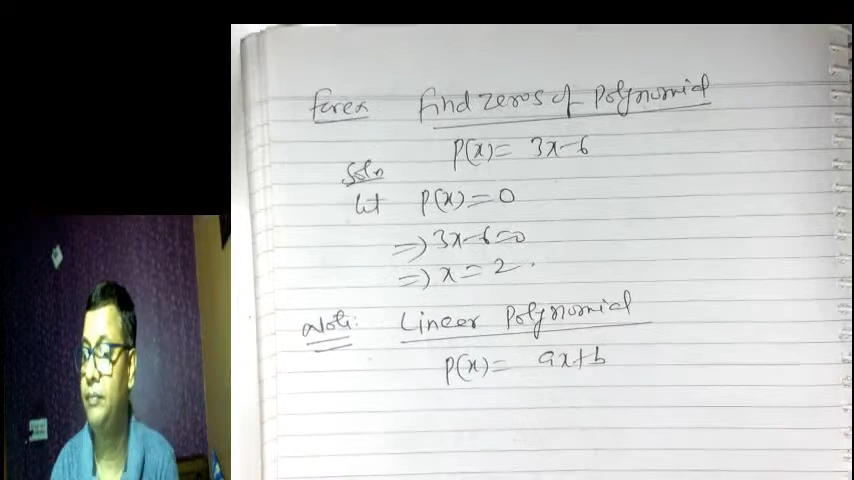 forex find zeros of Polynomial
P(x) = 3x-6
Soln
let P(x) = 0
=) 3x-6=0
=) x = 2.
Note: Linear Polynomial
P(x) = ax+b